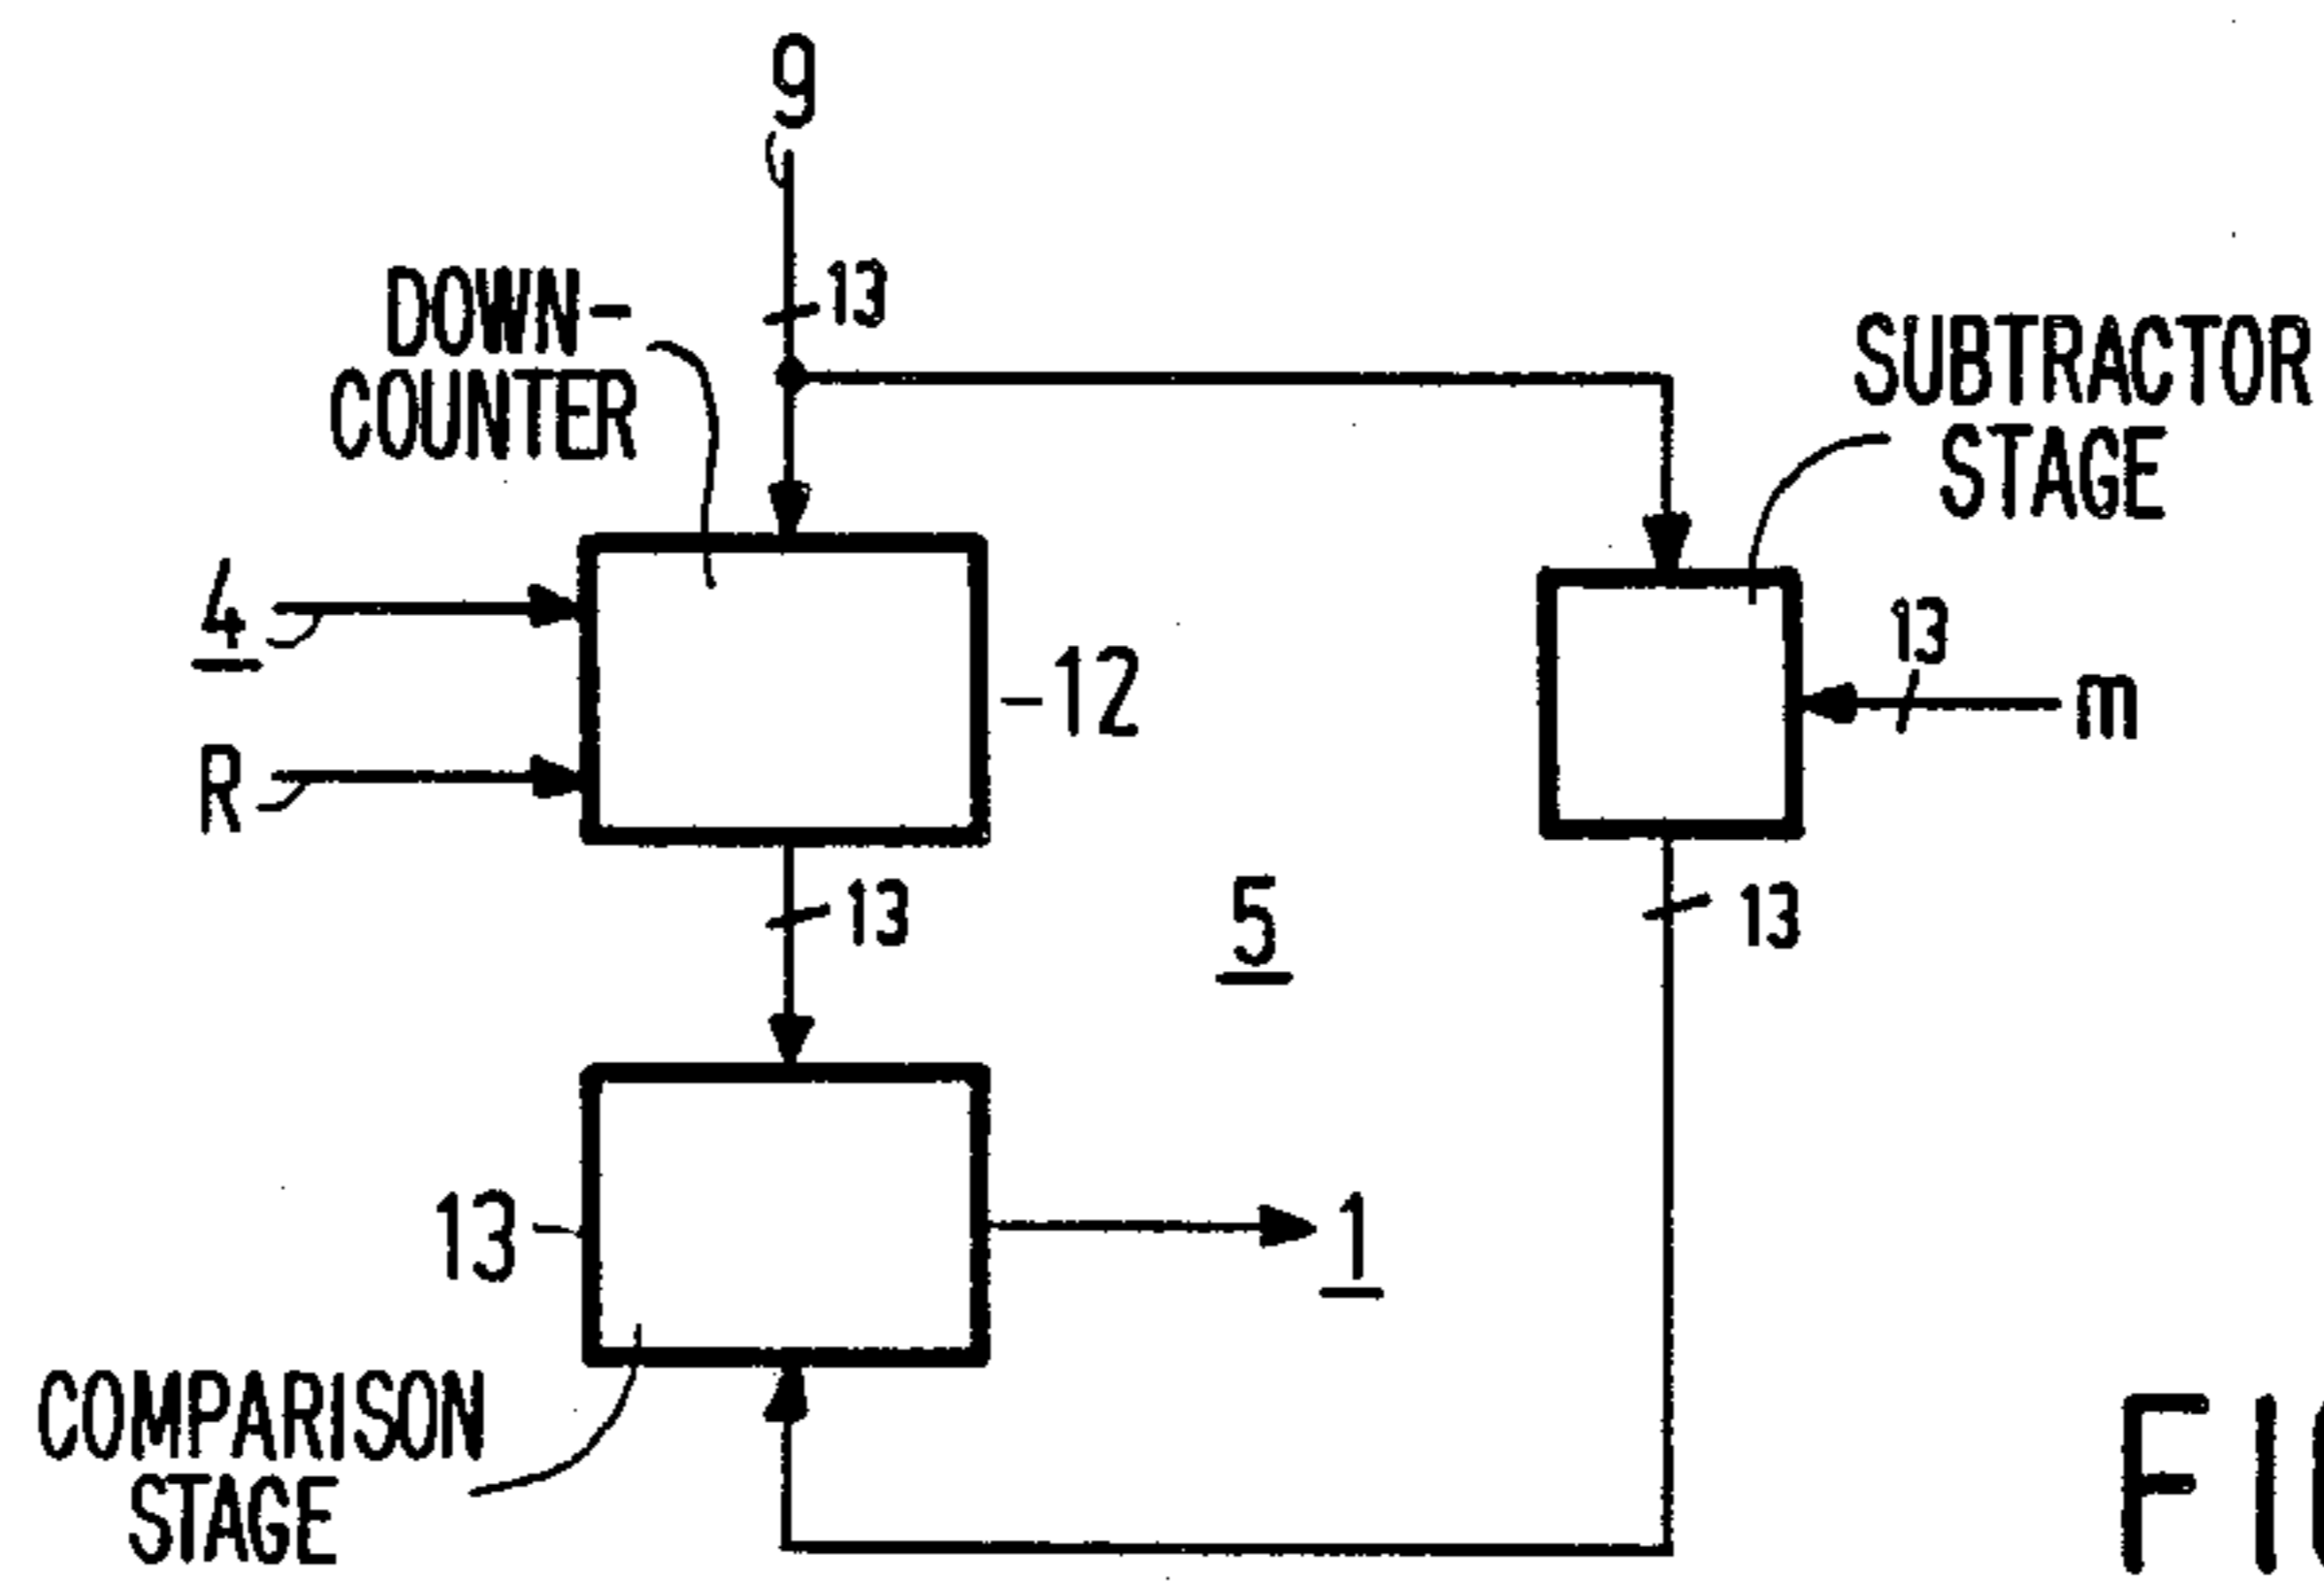 9
13
DOWN-
COUNTER
SUBTRACTOR
STAGE
4
13
12
m
R
13
5
13
13
1
COMPARISON
STAGE